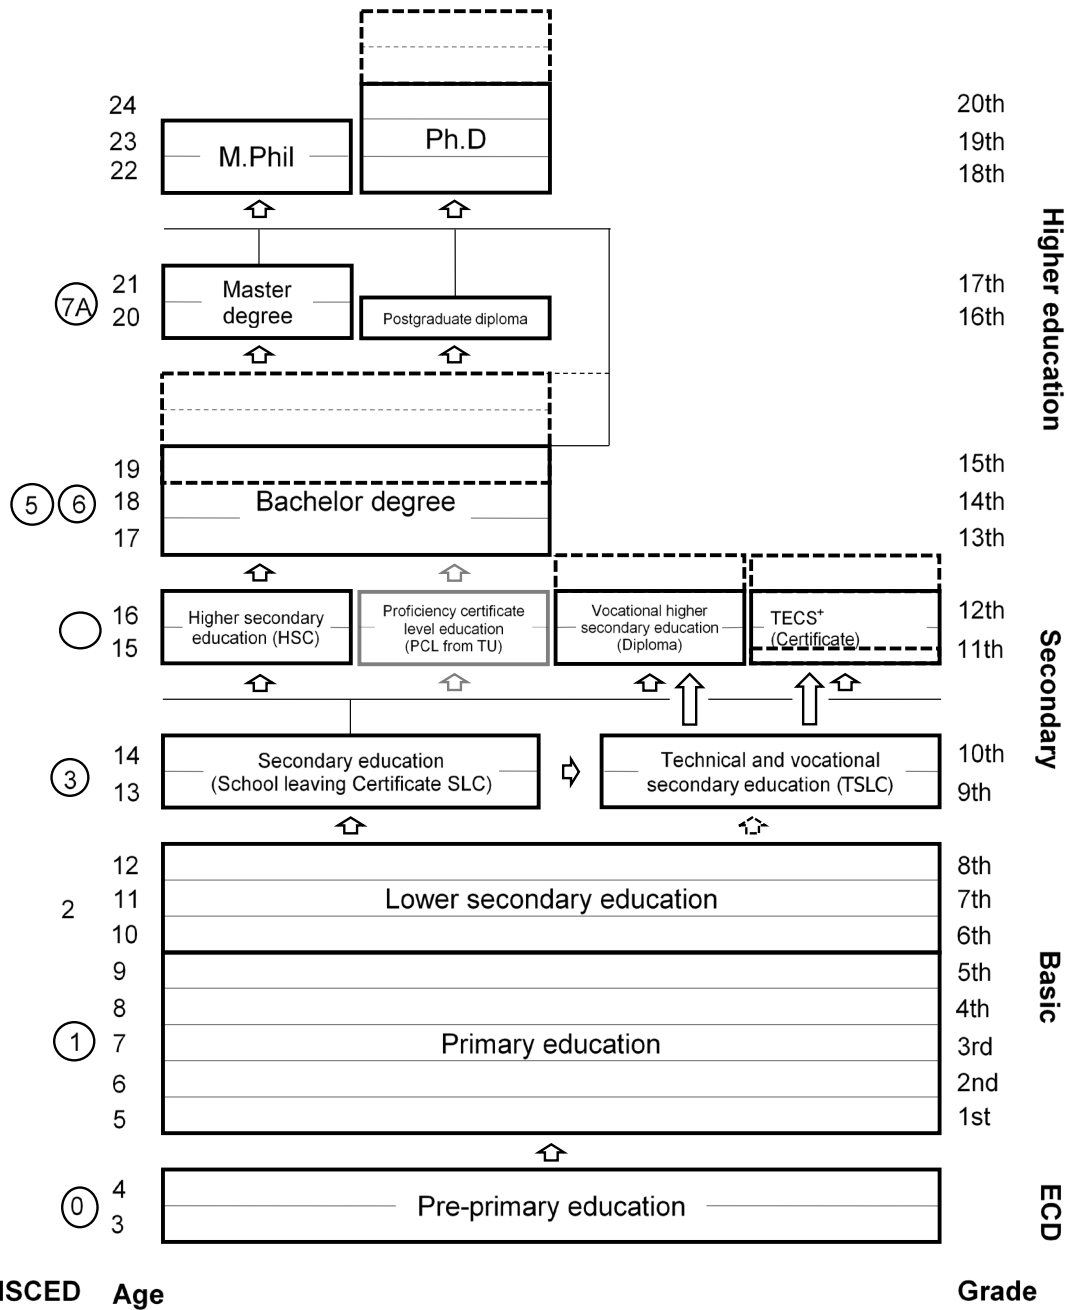 24
20th
23
M.Phil
Ph.D
19th
22
18th
Higher education
21
Master
17th
7A
20
degree
Postgraduate diploma
16th
19
15th
5
6
18
Bachelor degree
14th
17
13th
16
Higher secondary
education (HSC)
Proficiency certificate
level education
(PCL from TU)
Vocational higher
secondary education
(Diploma)
TECS+
(Certificate)
12th
15
11th
Secondary
14
Secondary education
(School leaving Certificate SLC)
Technical and vocational
secondary education (TSLC)
10th
3
13
9th
12
8th
2
11
Lower secondary education
7th
10
6th
Basic
9
5th
8
4th
1
7
Primary education
3rd
6
2nd
5
1st
4
0
Pre-primary education
ECD
3
ISCED
Age
Grade